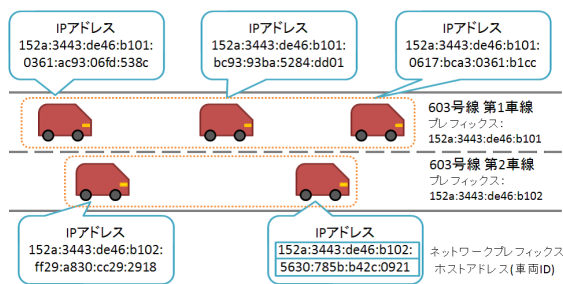 IPアドレス
152a:3443:de46:b101:
0361:ac93:06fd:538c
IPアドレス
152a:3443:de46:b101:
bc93:93ba:5284:dd01
IPアドレス
152a:3443:de46:b101:
0617:bca3:0361:b1cc
603号線 第1車線
プレフィックス:
152a:3443:de46:b101
603号線 第2車線
プレフィックス:
152a:3443:de46:b102
IPアドレス
152a:3443:de46:b102:
ff29:a830:cc29:2918
IPアドレス
152a:3443:de46:b102:
5630:785b:b42c:0921
ネットワークプレフィックス
ホストアドレス(車両ID)